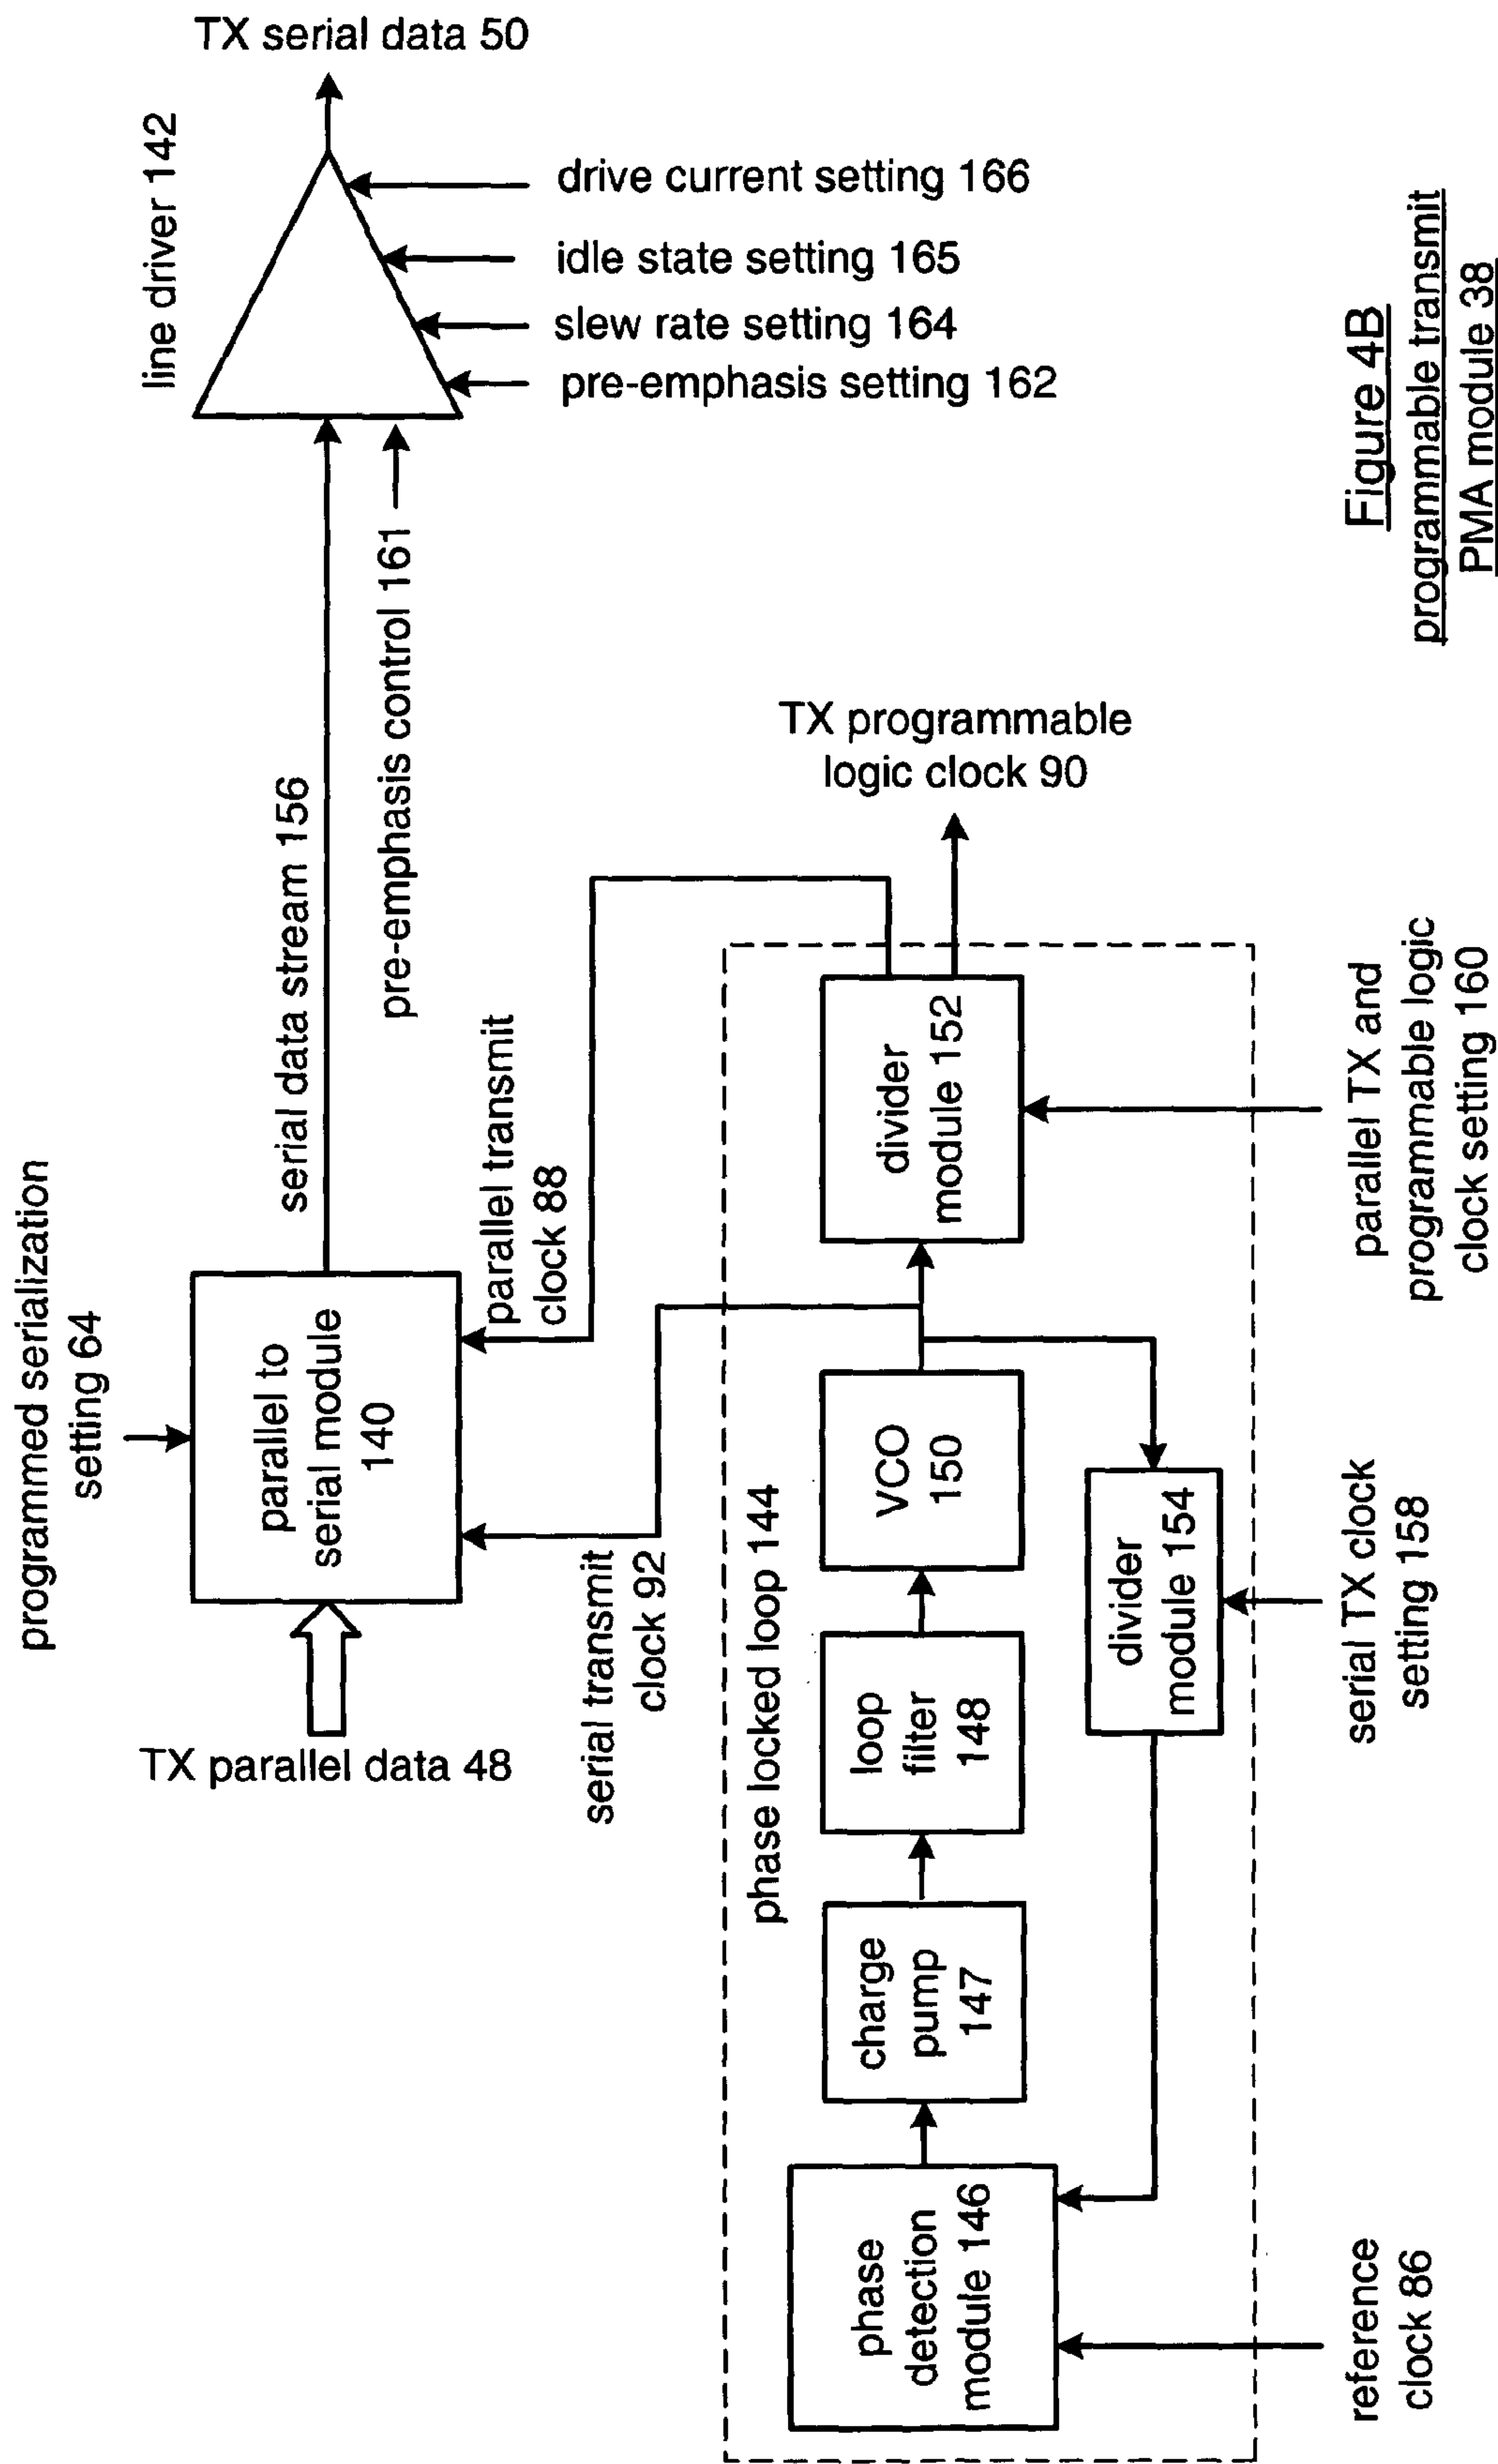 programmed serialization
setting 64
TX parallel data 48
parallel to
serial module
140
serial data stream 156
pre-emphasis control 161
line driver 142
TX serial data 50
drive current setting 166
idle state setting 165
slew rate setting 164
pre-emphasis setting 162
serial transmit
clock 92
parallel transmit
clock 88
phase locked loop 144
phase
detection
module 146
charge
pump
147
loop
filter
148
VCO
150
divider
module 152
divider
module 154
TX programmable
logic clock 90
reference
clock 86
serial TX clock
setting 158
parallel TX and
programmable logic
clock setting 160
Figure 4B
programmable transmit
PMA module 38